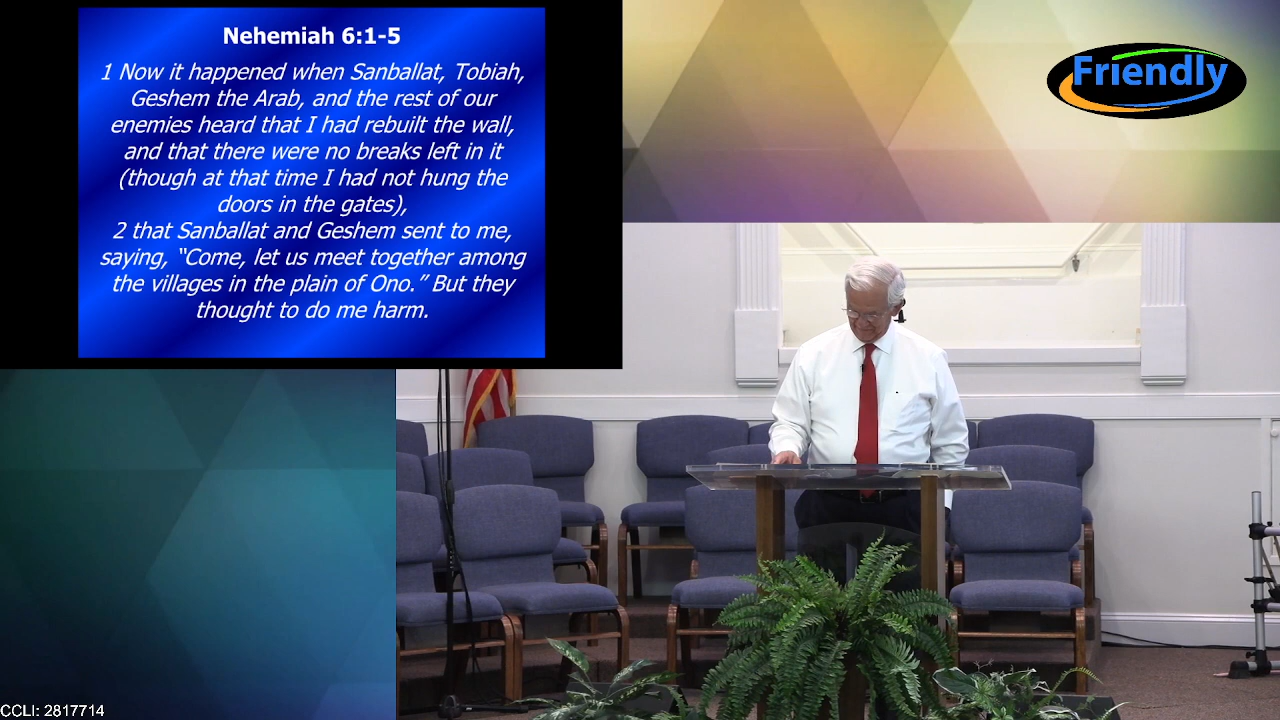 Nehemiah 6:1-5
1 Now it happened when Sanballat, Tobiah,
Geshem the Arab, and the rest of our
enemies heard that I had rebuilt the wall,
and that there were no breaks left in it
(though at that time I had not hung the
doors in the gates),
2 that Sanballat and Geshem sent to me,
saying, “Come, let us meet together among
the villages in the plain of Ono.” But they
thought to do me harm.
Friendly
CCLI: 2817714